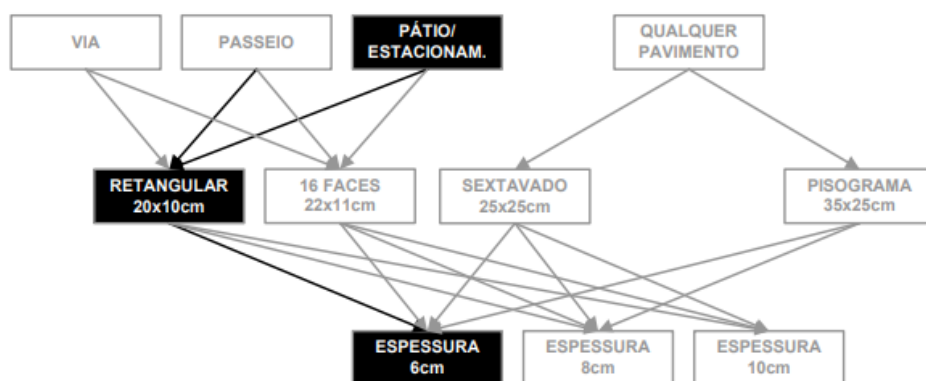 VIA
PASSEIO
PÁTIO/
ESTACIONAM.
QUALQUER
PAVIMENTO
RETANGULAR
20x10cm
16 FACES
22x11cm
SEXTAVADO
25x25cm
PISOGRAMA
35x25cm
ESPESSURA
6cm
ESPESSURA
8cm
ESPESSURA
10cm